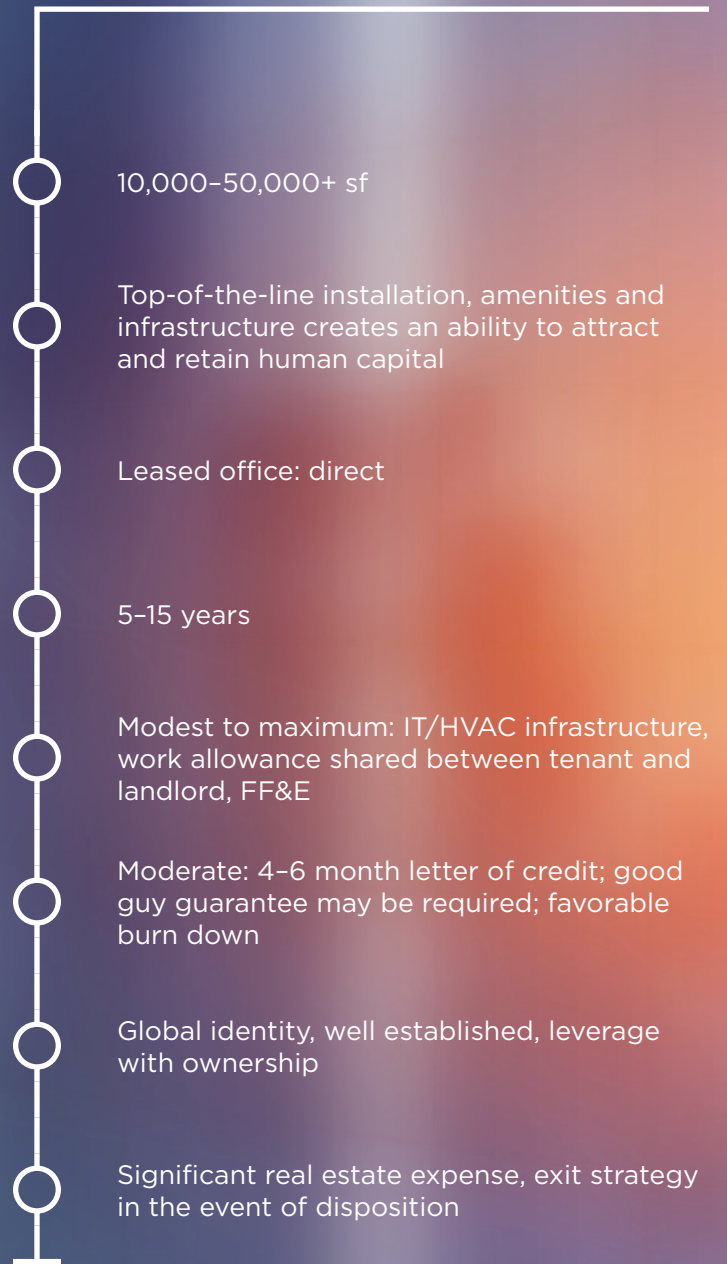 10,000–50,000+ sf
Top-of-the-line installation, amenities and
infrastructure creates an ability to attract
and retain human capital
Leased office: direct
5–15 years
Modest to maximum: IT/HVAC infrastructure,
work allowance shared between tenant and
landlord, FF&E
Moderate: 4–6 month letter of credit; good
guy guarantee may be required; favorable
burn down
Global identity, well established, leverage
with ownership
Significant real estate expense, exit strategy
in the event of disposition